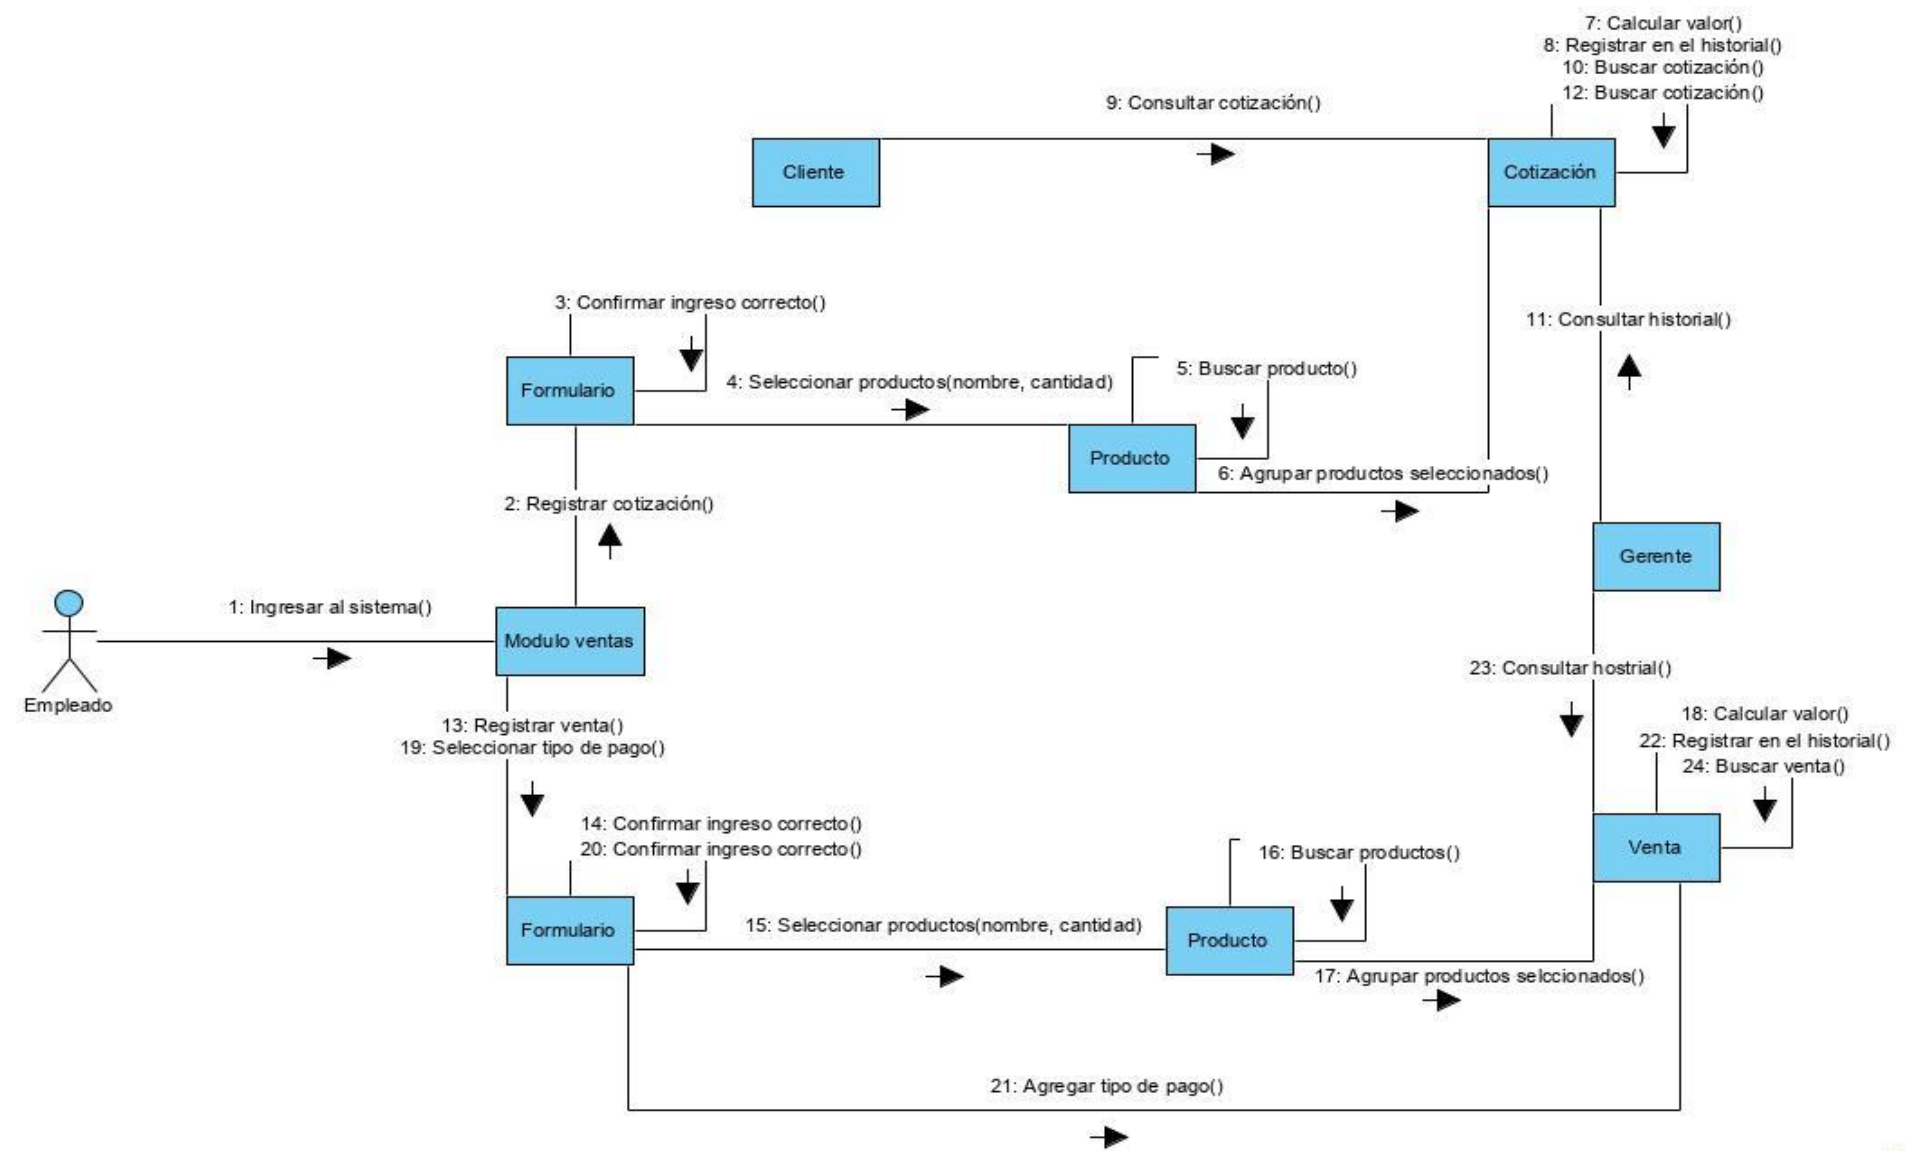 7: Calcular valor()
8: Registrar en el historial()
10: Buscar cotización()
12: Buscar cotización()
9: Consultar cotización()
Cliente
Cotización
3: Confirmar ingreso correcto()
11: Consultar historial()
5: Buscar producto()
4: Seleccionar productos(nombre, cantidad)
Formulario
Producto
6: Agrupar productos seleccionados()
2: Registrar cotización()
Gerente
1: Ingresar al sistema()
Modulo ventas
Empleado
23: Consultar hostrial()
13: Registrar venta()
19: Seleccionar tipo de pago()
18: Calcular valor()
22: Registrar en el historial()
24: Buscar venta()
14: Confirmar ingreso correcto()
20: Confirmar ingreso correcto()
Venta
16: Buscar productos()
Formulario
15: Seleccionar productos(nombre, cantidad)
Producto
17: Agrupar productos selccionados()
21: Agregar tipo de pago()